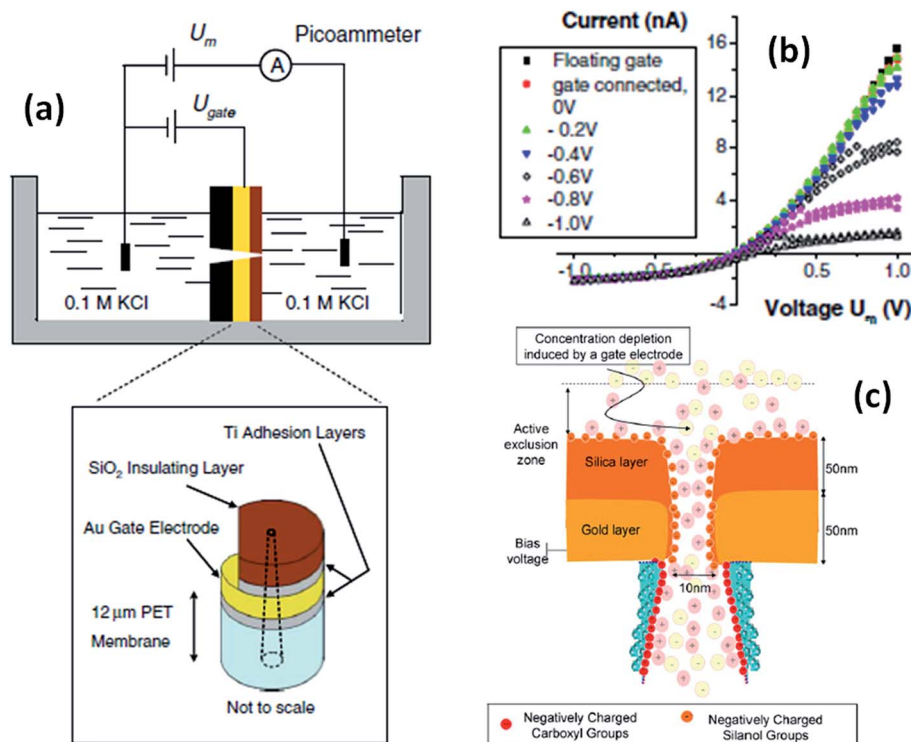 (a)
U_m
Picoammeter
A
U_gate
0.1 M KCl
0.1 M KCl
Ti Adhesion Layers
SiO₂ Insulating Layer
Au Gate Electrode
12 μm PET
Membrane
Not to scale
Current (nA)
(b)
Floating gate
gate connected,
0V
- 0.2V
-0.4V
-0.6V
-0.8V
-1.0V
16
12
8
4
-4
-1.0
-0.5
0.0
0.5
1.0
Voltage U_m (V)
(c)
Concentration depletion
induced by a gate electrode
Active
exclusion
zone
Silica layer
50nm
Gold layer
50nm
Bias
voltage
10nm
Negatively Charged
Carboxyl Groups
Negatively Charged
Silanol Groups